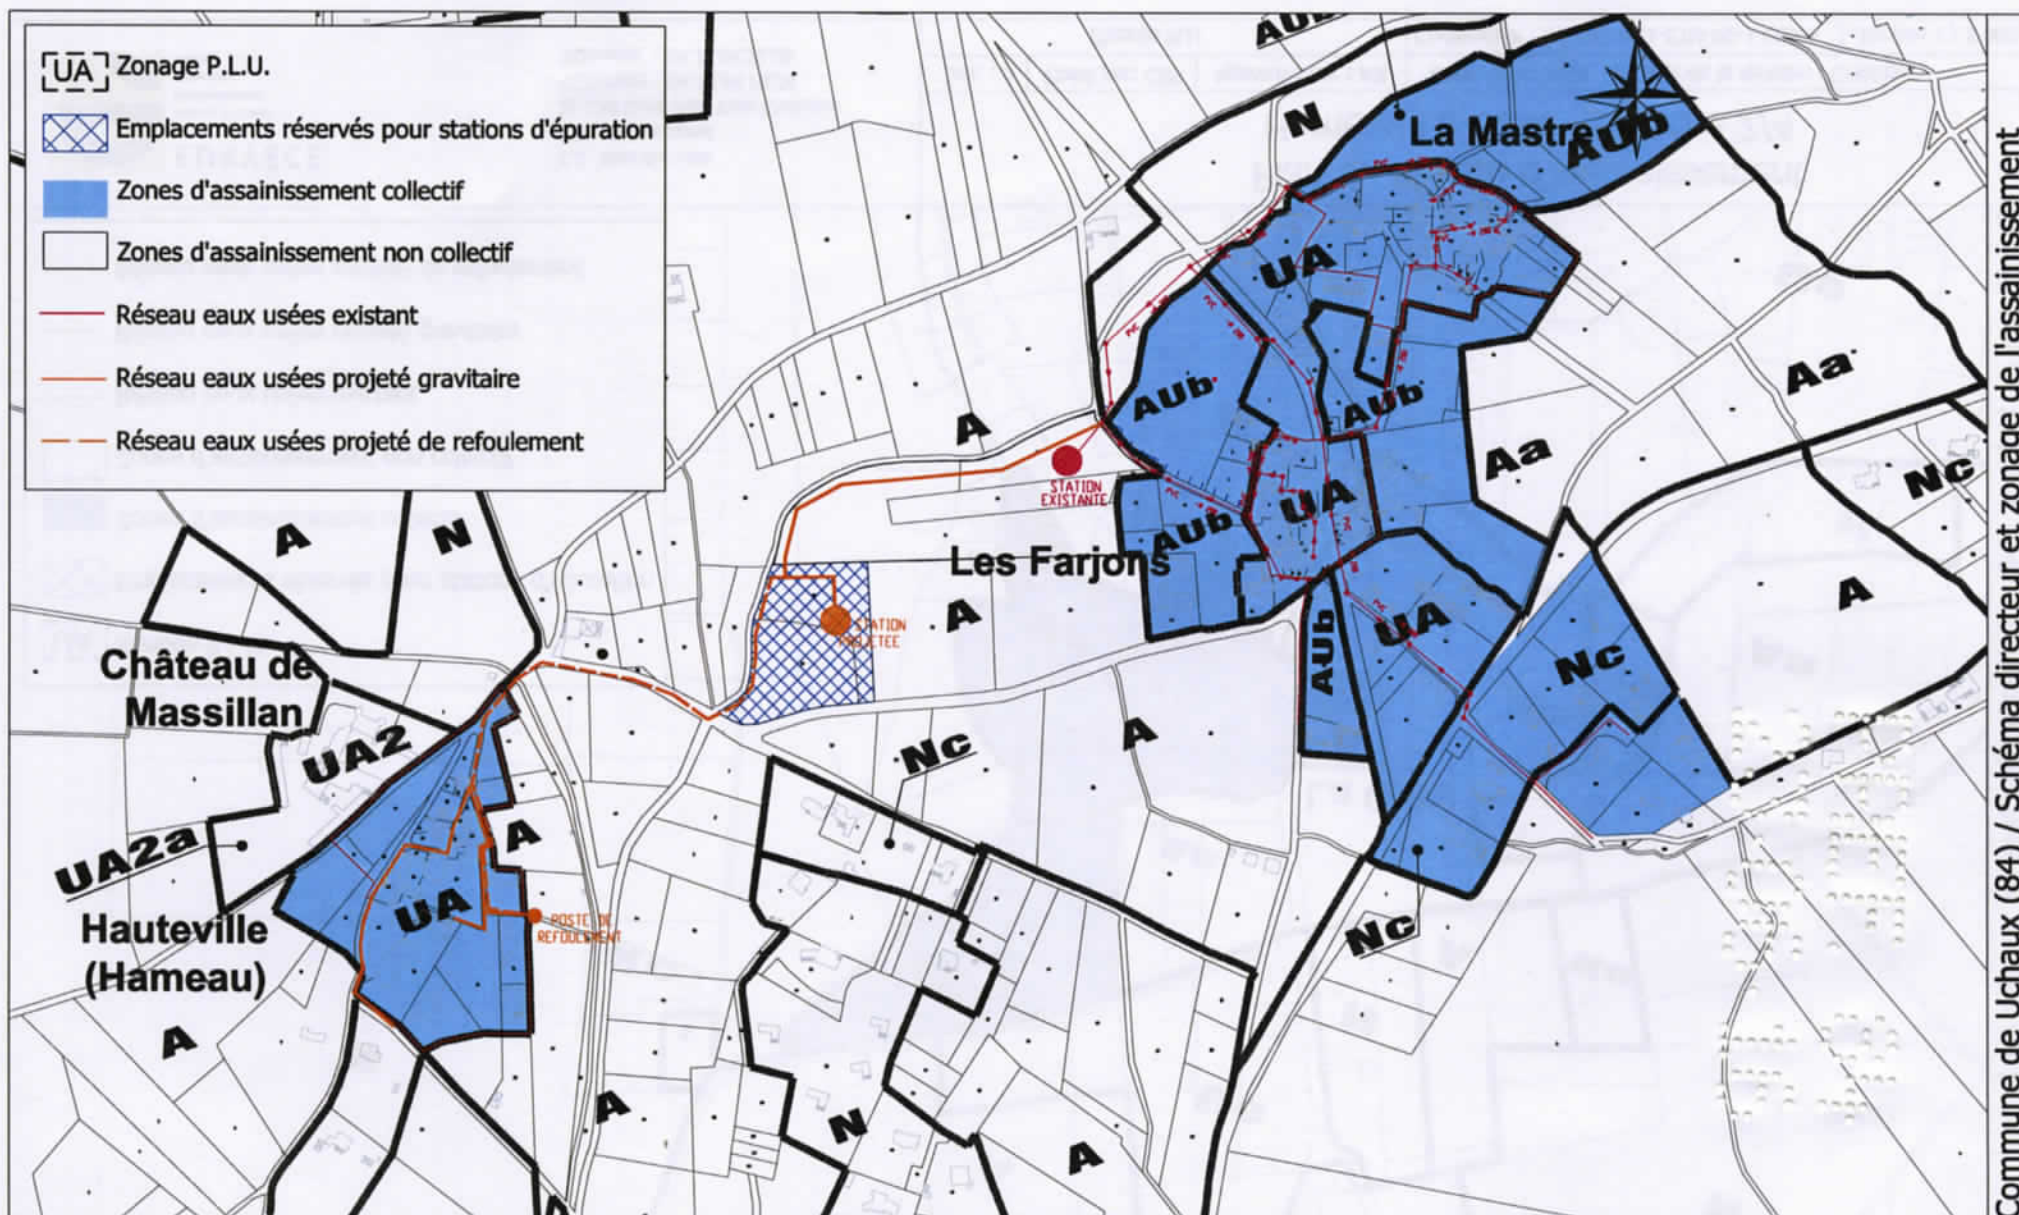 UA Zonage P.L.U.
Emplacements réservés pour stations d'épuration
Zones d'assainissement collectif
Zones d'assainissement non collectif
Réseau eaux usées existant
Réseau eaux usées projeté gravitaire
Réseau eaux usées projeté de refoulement
AUb
N
La Mastre
AUb
UA
Aa
AUb
AUb
A
Aa
Nc
STATION
EXISTANTE
UA
AUb
A
N
Les Farjons
A
A
STATION
PROJETEE
AUb
UA
Nc
Château de
Massillan
UA2
Nc
A
UA2a
A
UA
POSTE DE
REFOULEMENT
Hauteville
(Hameau)
Nc
A
A
N
A
Commune de Uchaux (84) / Schéma directeur et zonage de l'assainissement